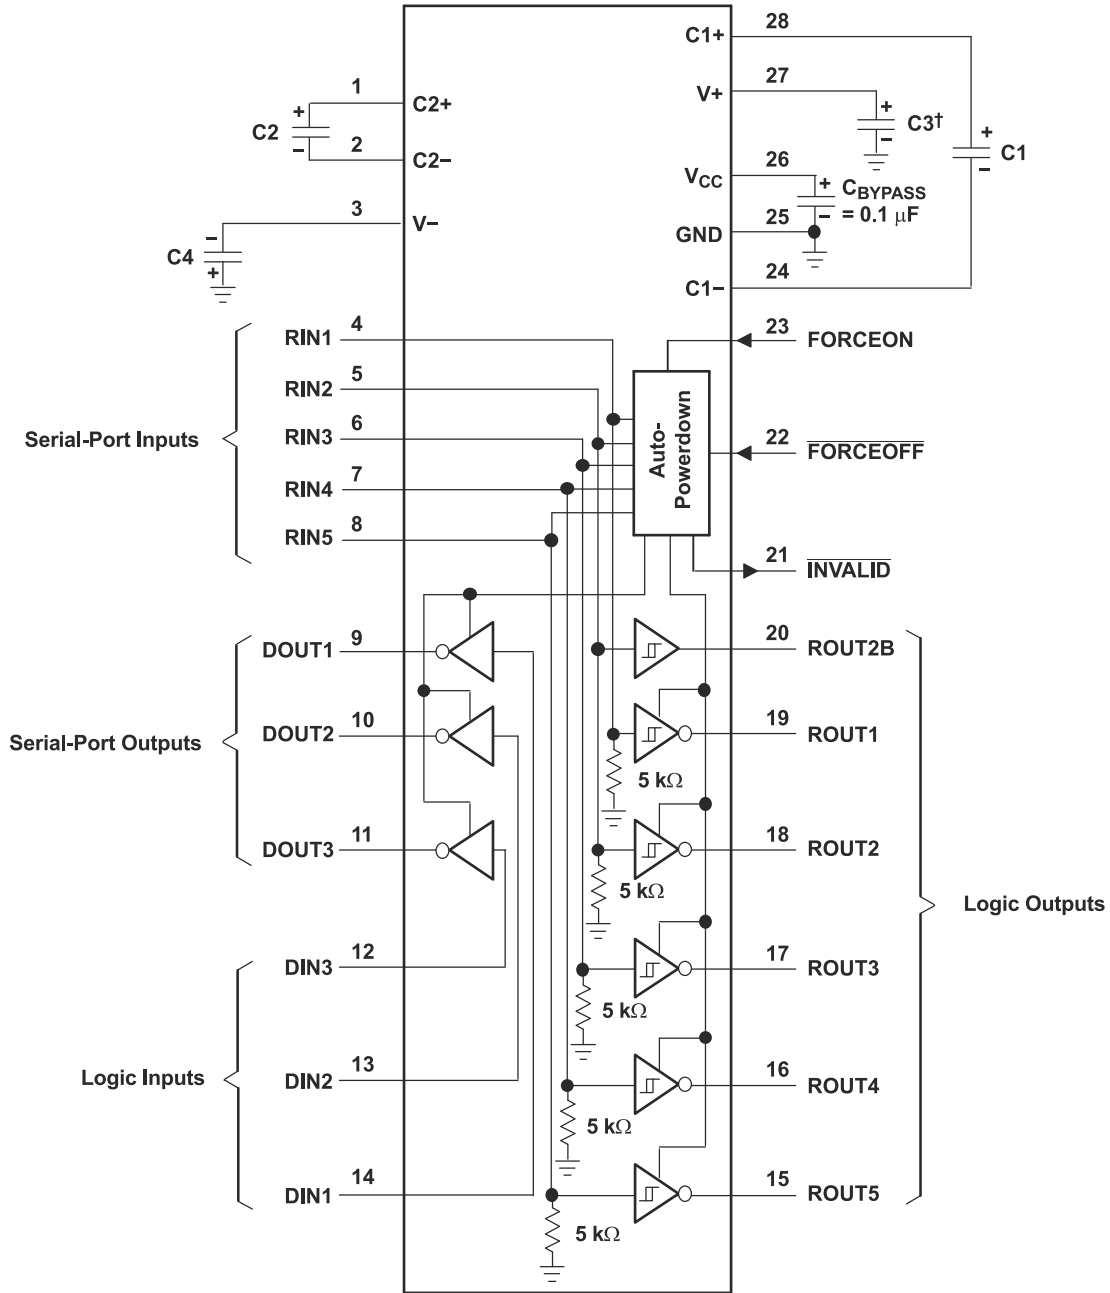 28
C1+
27
V+
1
C2+
+
C2
−
2
C2−
+
C3†
−
+
C1
−
26
VCC
+
CBYPASS
−
= 0.1 μF
25
GND
3
V−
−
C4
+
24
C1−
4
RIN1
23
FORCEON
5
RIN2
6
RIN3
Serial-Port Inputs
Auto-
Powerdown
22
FORCEOFF
7
RIN4
8
RIN5
21
INVALID
9
DOUT1
20
ROUT2B
10
DOUT2
Serial-Port Outputs
19
ROUT1
5 kΩ
11
DOUT3
18
ROUT2
5 kΩ
Logic Outputs
12
DIN3
17
ROUT3
5 kΩ
13
DIN2
Logic Inputs
16
ROUT4
5 kΩ
14
DIN1
15
ROUT5
5 kΩ